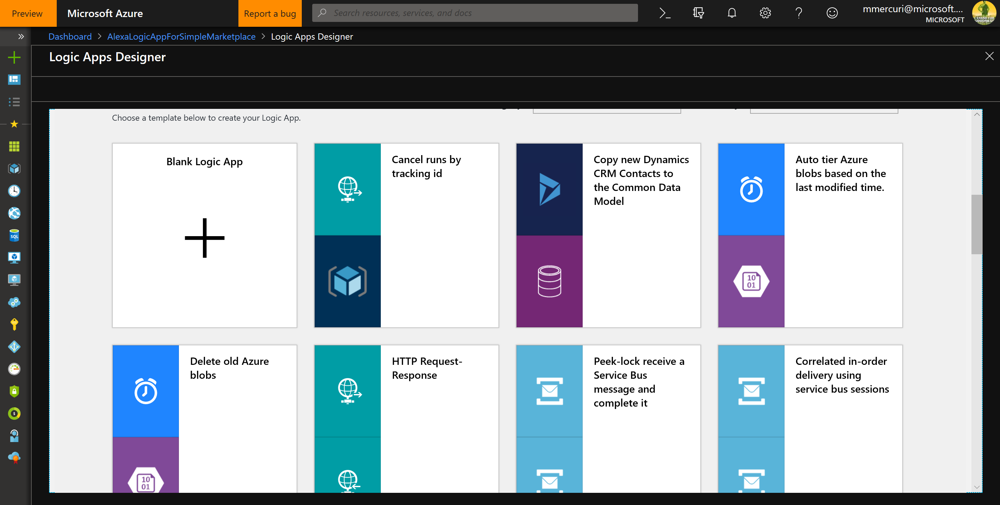 Preview
Microsoft Azure
Report a bug
Search resources, services, and docs
mmercuri@microsoft....
MICROSOFT
I STAND FOR
GOODNESS
Dashboard > AlexaLogicAppForSimpleMarketplace > Logic Apps Designer
Logic Apps Designer
Choose a template below to create your Logic App.
Blank Logic App
Cancel runs by
tracking id
Copy new Dynamics
CRM Contacts to
the Common Data
Model
Auto tier Azure
blobs based on the
last modified time.
SQL
10
01
Delete old Azure
blobs
HTTP Request-
Response
Peek-lock receive a
Service Bus
message and
complete it
Correlated in-order
delivery using
service bus sessions
$
10
01